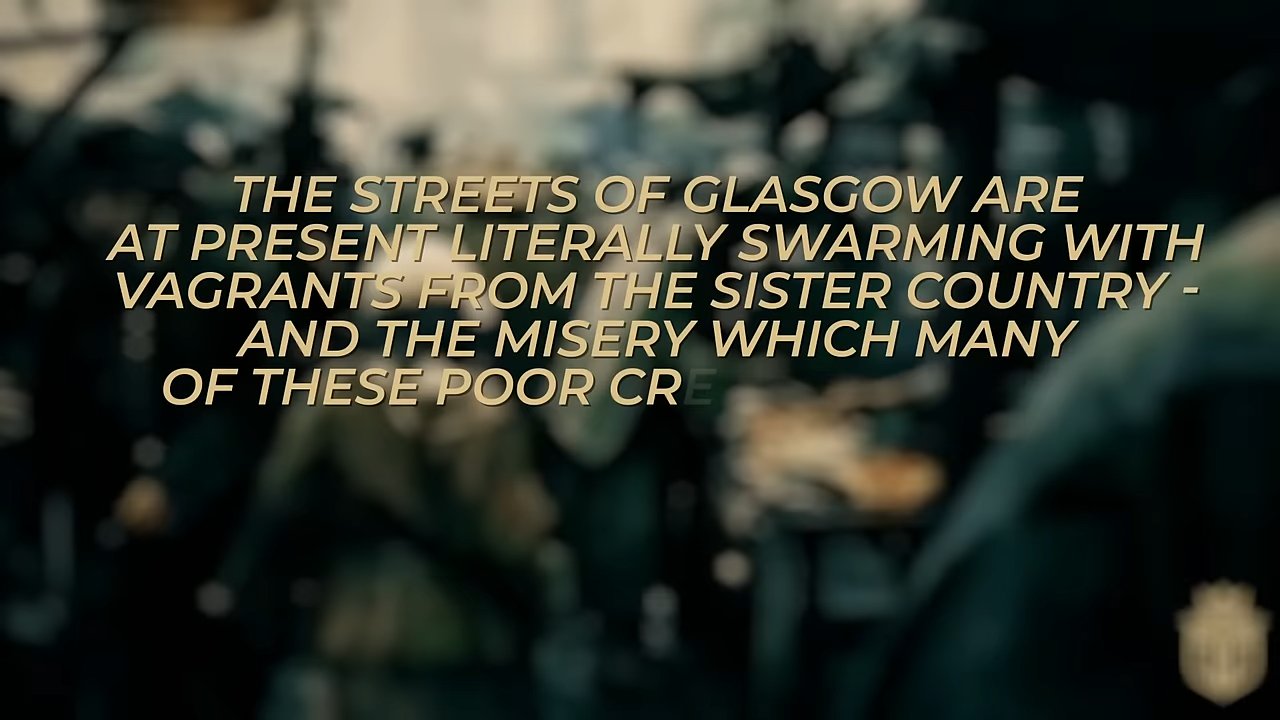 THE STREETS OF GLASGOW ARE
AT PRESENT LITERALLY SWARMING WITH
VAGRANTS FROM THE SISTER COUNTRY -
AND THE MISERY WHICH MANY
OF THESE POOR CRE